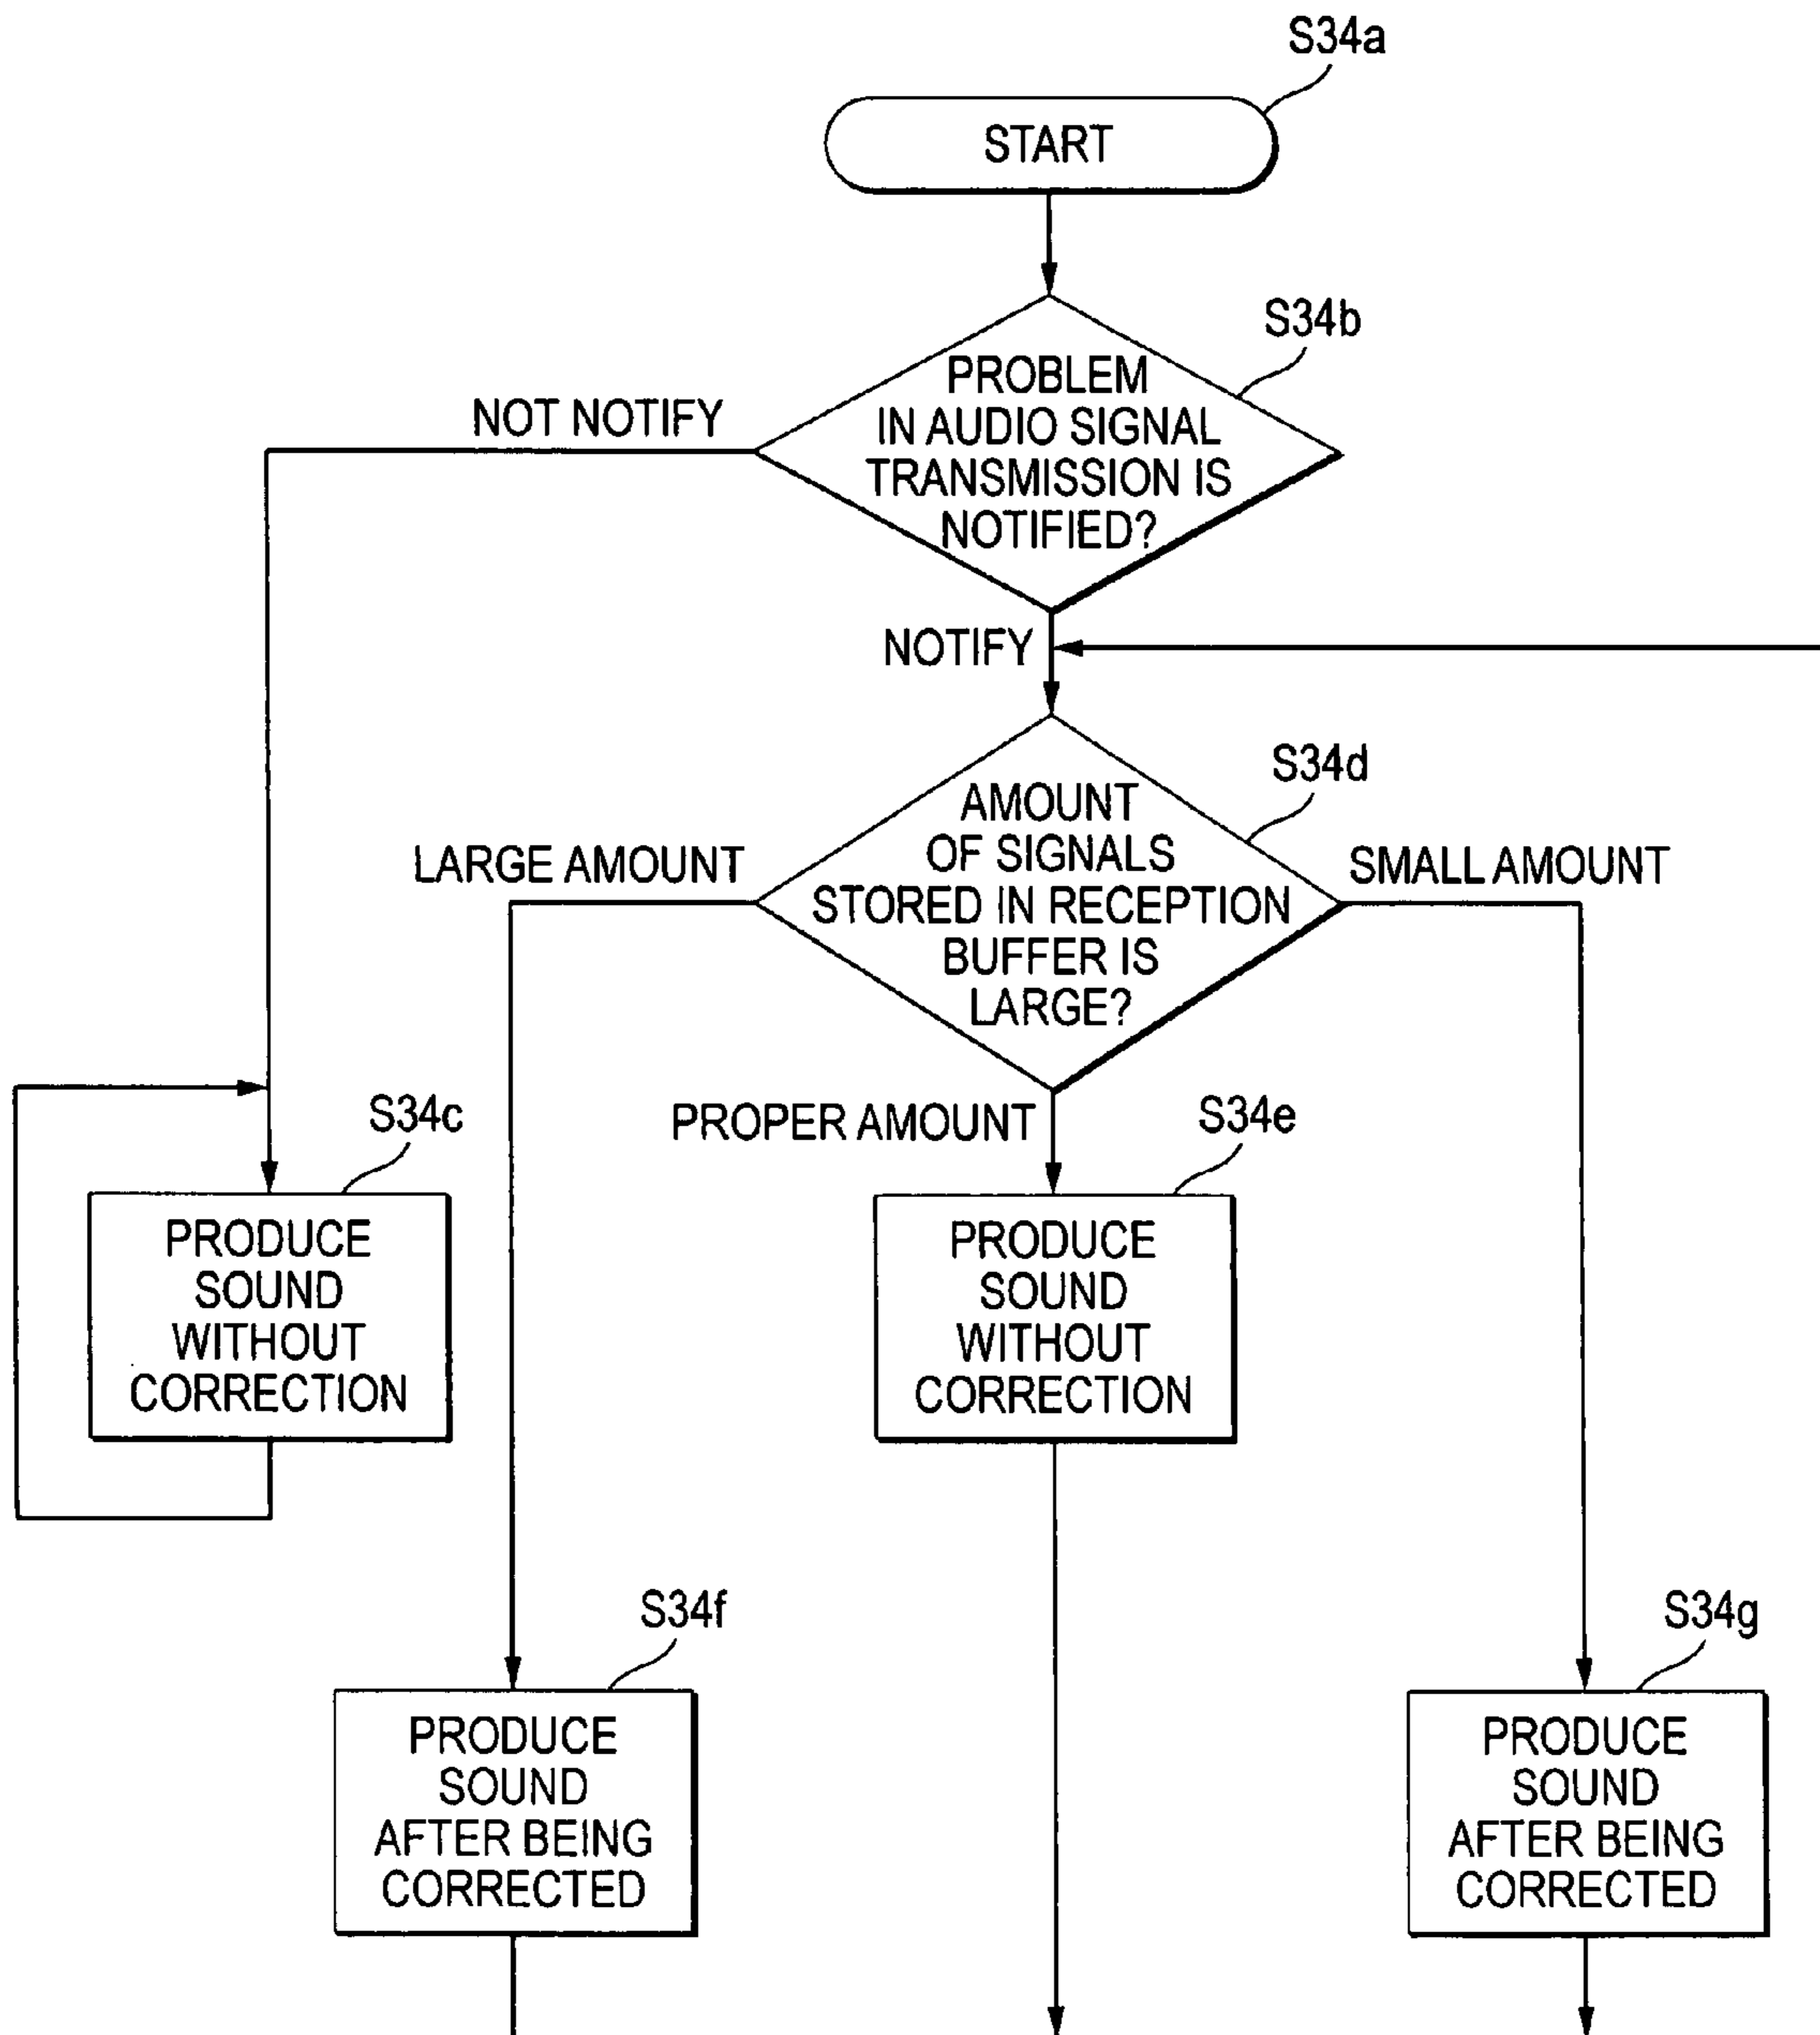 S34a
START
S34b
PROBLEM
IN AUDIO SIGNAL
TRANSMISSION IS
NOTIFIED?
NOT NOTIFY
NOTIFY
S34d
AMOUNT
OF SIGNALS
STORED IN RECEPTION
BUFFER IS
LARGE?
LARGE AMOUNT
SMALL AMOUNT
PROPER AMOUNT
S34c
PRODUCE
SOUND
WITHOUT
CORRECTION
S34e
PRODUCE
SOUND
WITHOUT
CORRECTION
S34f
PRODUCE
SOUND
AFTER BEING
CORRECTED
S34g
PRODUCE
SOUND
AFTER BEING
CORRECTED